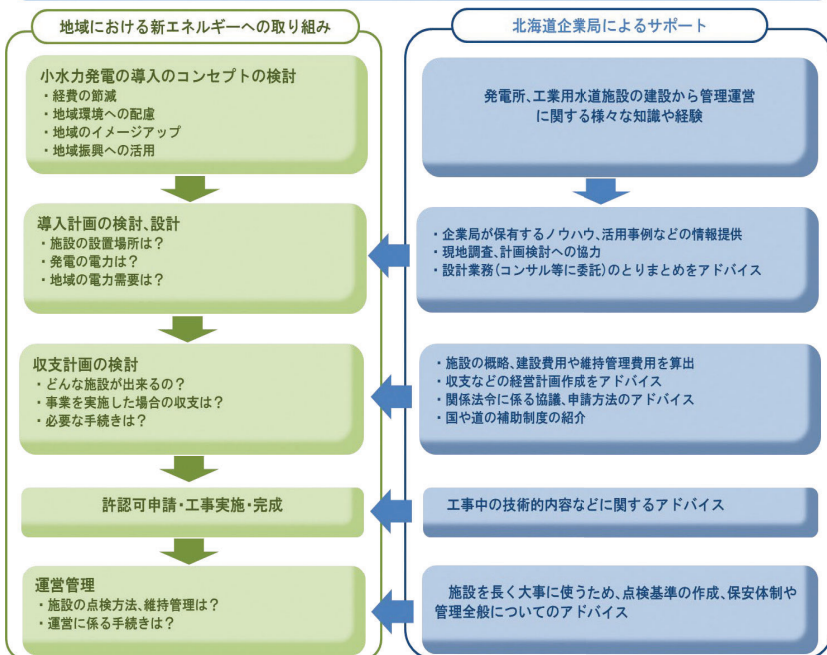 地域における新エネルギーへの取り組み
小水力発電の導入のコンセプトの検討
・経費の節減
・地域環境への配慮
・地域のイメージアップ
・地域振興への活用
導入計画の検討、設計
・施設の設置場所は?
・発電の電力は?
・地域の電力需要は?
収支計画の検討
・どんな施設が出来るの?
・事業を実施した場合の収支は?
・必要な手続きは?
許認可申請・工事実施・完成
運営管理
・施設の点検方法、維持管理は?
・運営に係る手続きは?
北海道企業局によるサポート
発電所、工業用水道施設の建設から管理運営
に関する様々な知識や経験
・企業局が保有するノウハウ、活用事例などの情報提供
・現地調査、計画検討への協力
・設計業務(コンサル等に委託)のとりまとめをアドバイス
・施設の概略、建設費用や維持管理費用を算出
・収支などの経営計画作成をアドバイス
・関係法令に係る協議、申請方法のアドバイス
・国や道の補助制度の紹介
工事中の技術的内容などに関するアドバイス
施設を長く大事に使うため、点検基準の作成、保安体制や
管理全般についてのアドバイス